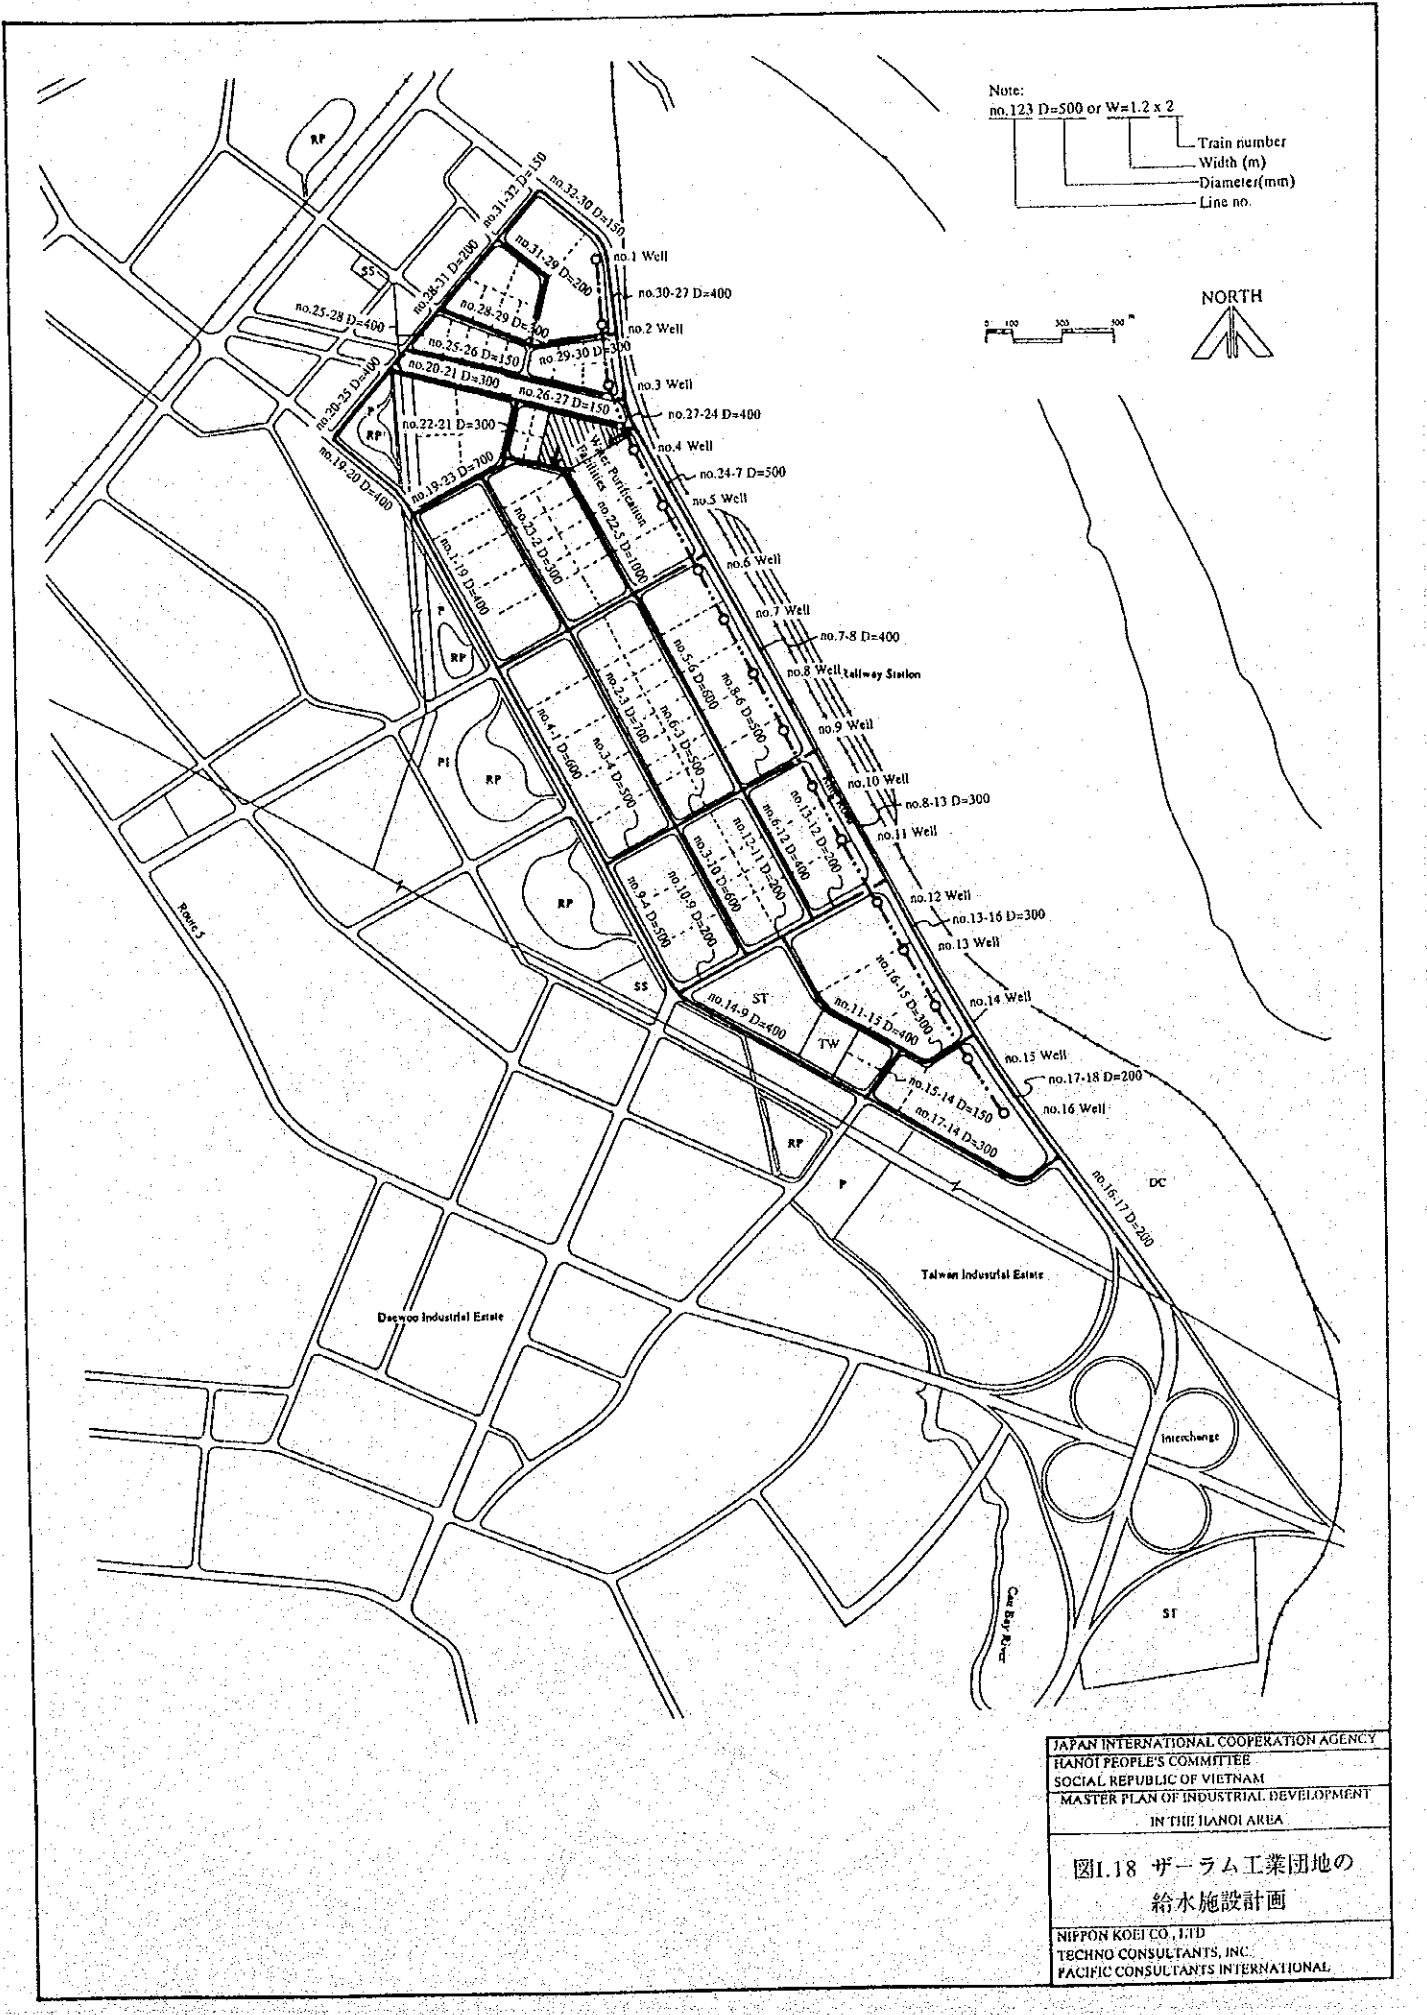 Note:
no.123 D=500 or W=1.2 x 2
Train number
Width (m)
Diameter(mm)
Line no.
NORTH
0 100 300 500 m
RP
no.31-32 D=150
no.32-30 D=150
no.1 Well
no.31-29 D=200
SS
no.28-31 D=200
no.30-27 D=400
no.25-28 D=400
no.28-29 D=300
no.2 Well
no.25-26 D=150
no.29-30 D=300
no.20-21 D=300
no.3 Well
no.20-25 D=400
no.26-27 D=150
no.27-24 D=400
P
RP
no.22-21 D=300
no.4 Well
Water Purification
Facilities
no.19-20 D=400
no.19-23 D=700
no.24-7 D=500
no.5 Well
no.22-5 D=1000
no.23-2 D=300
no.1-19 D=400
no.6 Well
P
RP
no.7 Well
no.7-8 D=400
no.8 Well
Railway Station
no.5-6 D=600
no.8-6 D=500
no.2-3 D=700
no.6-3 D=500
no.4-1 D=600
no.3-4 D=500
no.9 Well
PI
RP
no.10 Well
no.8-13 D=300
Ring Road
no.11 Well
no.13-12 D=200
no.6-12 D=400
no.12-11 D=200
no.3-10 D=600
no.10-9 D=200
no.9-4 D=500
RP
no.12 Well
no.13-16 D=300
no.13 Well
Route 5
SS
ST
no.14-9 D=400
no.16-15 D=300
no.14 Well
no.11-15 D=400
TW
no.15 Well
no.17-18 D=200
no.15-14 D=150
no.16 Well
no.17-14 D=300
RP
P
DC
no.16-17 D=200
Taiwan Industrial Estate
Daewoo Industrial Estate
Interchange
Cau Bay River
ST
JAPAN INTERNATIONAL COOPERATION AGENCY
HANOI PEOPLE'S COMMITTEE
SOCIAL REPUBLIC OF VIETNAM
MASTER PLAN OF INDUSTRIAL DEVELOPMENT
IN THE HANOI AREA
図I.18 ザーラム工業団地の
給水施設計画
NIPPON KOEI CO., LTD
TECHNO CONSULTANTS, INC.
PACIFIC CONSULTANTS INTERNATIONAL